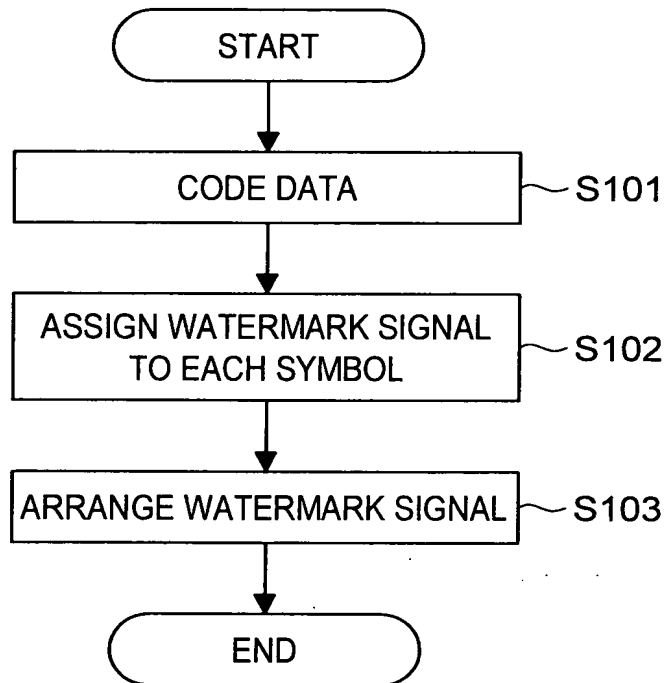 START
CODE DATA
S101
ASSIGN WATERMARK SIGNAL
TO EACH SYMBOL
S102
ARRANGE WATERMARK SIGNAL
S103
END